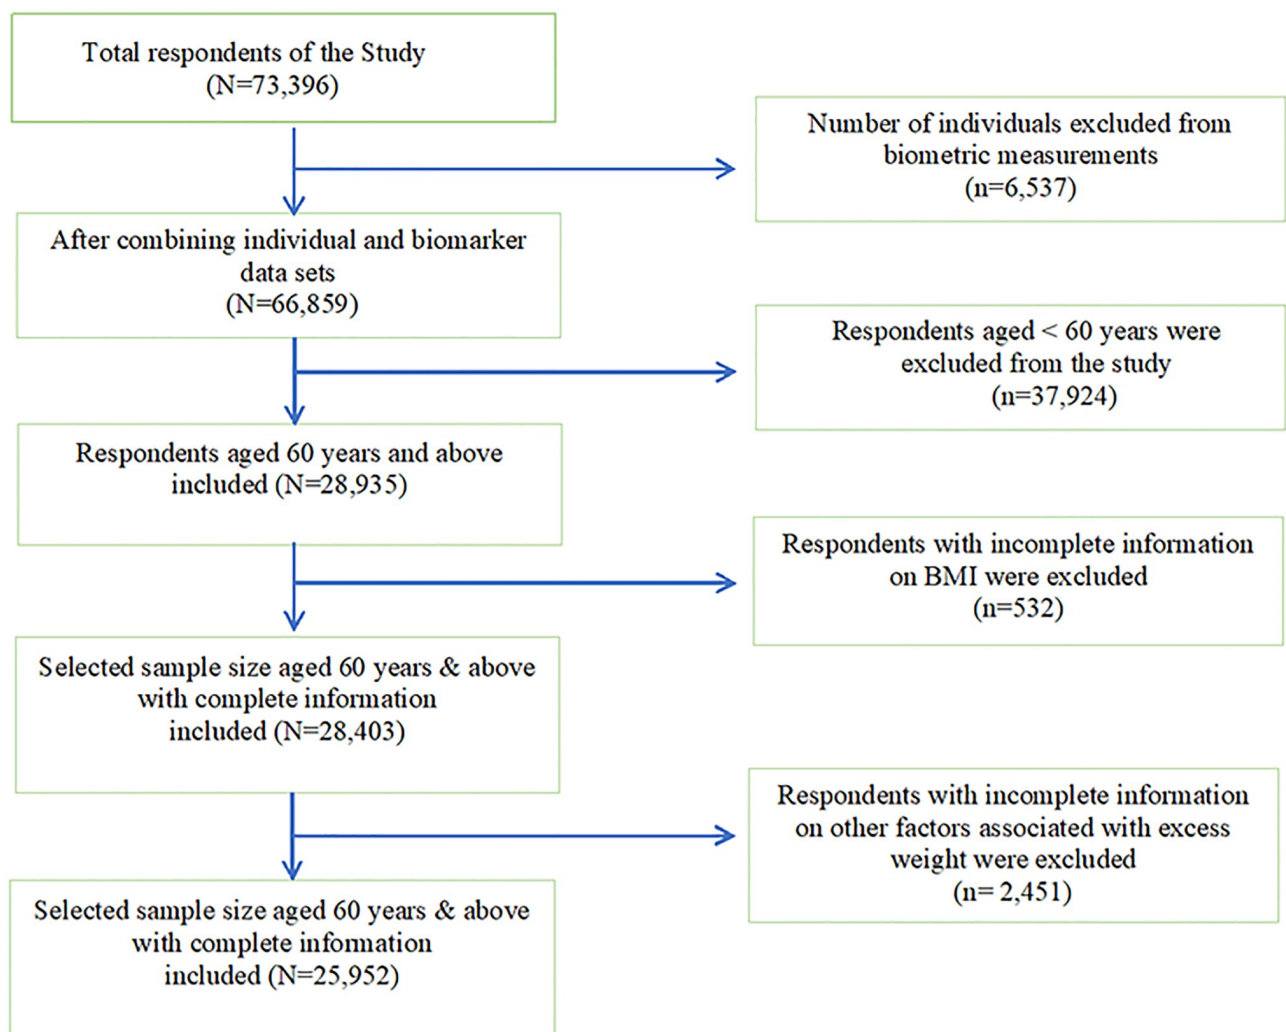 Total respondents of the Study
(N=73,396)
Number of individuals excluded from
biometric measurements
(n=6,537)
After combining individual and biomarker
data sets
(N=66,859)
Respondents aged < 60 years were
excluded from the study
(n=37,924)
Respondents aged 60 years and above
included (N=28,935)
Respondents with incomplete information
on BMI were excluded
(n=532)
Selected sample size aged 60 years & above
with complete information
included (N=28,403)
Respondents with incomplete information
on other factors associated with excess
weight were excluded
(n= 2,451)
Selected sample size aged 60 years & above
with complete information
included (N=25,952)